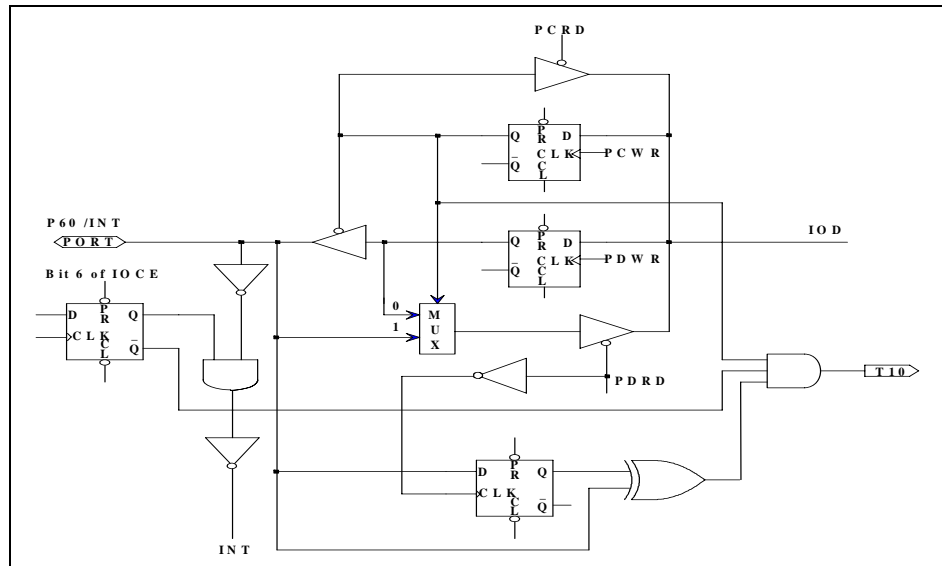 PCRD
Q PR D
CLK PCWR
Q̅ CL
P60 /INT
PORT
IOD
Q PR D
CLK PDWR
Q̅ CL
Bit 6 of IOCE
D PR Q
CLK
CL Q̅
0
1
MUX
PDRD
T10
D PR Q
CLK
CL Q̅
INT